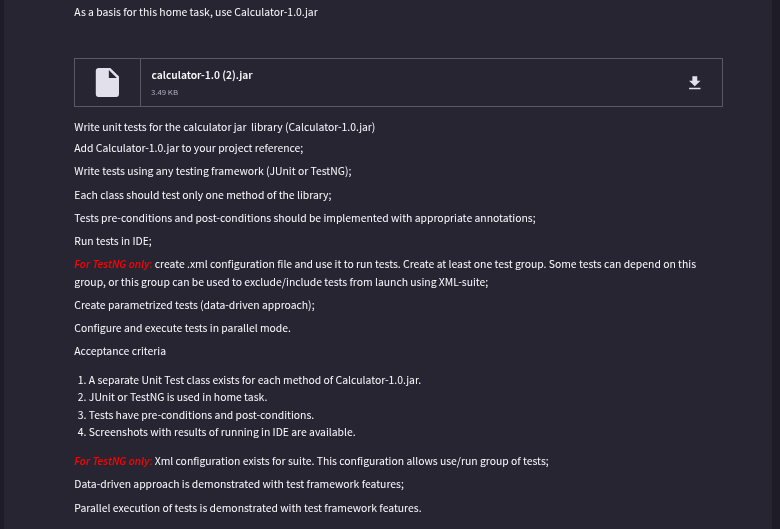 As a basis for this home task, use Calculator-1.0.jar
calculator-1.0 (2).jar
3.49 KB
Write unit tests for the calculator jar library (Calculator-1.0.jar)
Add Calculator-1.0.jar to your project reference;
Write tests using any testing framework (JUnit or TestNG);
Each class should test only one method of the library;
Tests pre-conditions and post-conditions should be implemented with appropriate annotations;
Run tests in IDE;
For TestNG only: create .xml configuration file and use it to run tests. Create at least one test group. Some tests can depend on this
group, or this group can be used to exclude/include tests from launch using XML-suite;
Create parametrized tests (data-driven approach);
Configure and execute tests in parallel mode.
Acceptance criteria
1. A separate Unit Test class exists for each method of Calculator-1.0.jar.
2. JUnit or TestNG is used in home task.
3. Tests have pre-conditions and post-conditions.
4. Screenshots with results of running in IDE are available.
For TestNG only: Xml configuration exists for suite. This configuration allows use/run group of tests;
Data-driven approach is demonstrated with test framework features;
Parallel execution of tests is demonstrated with test framework features.